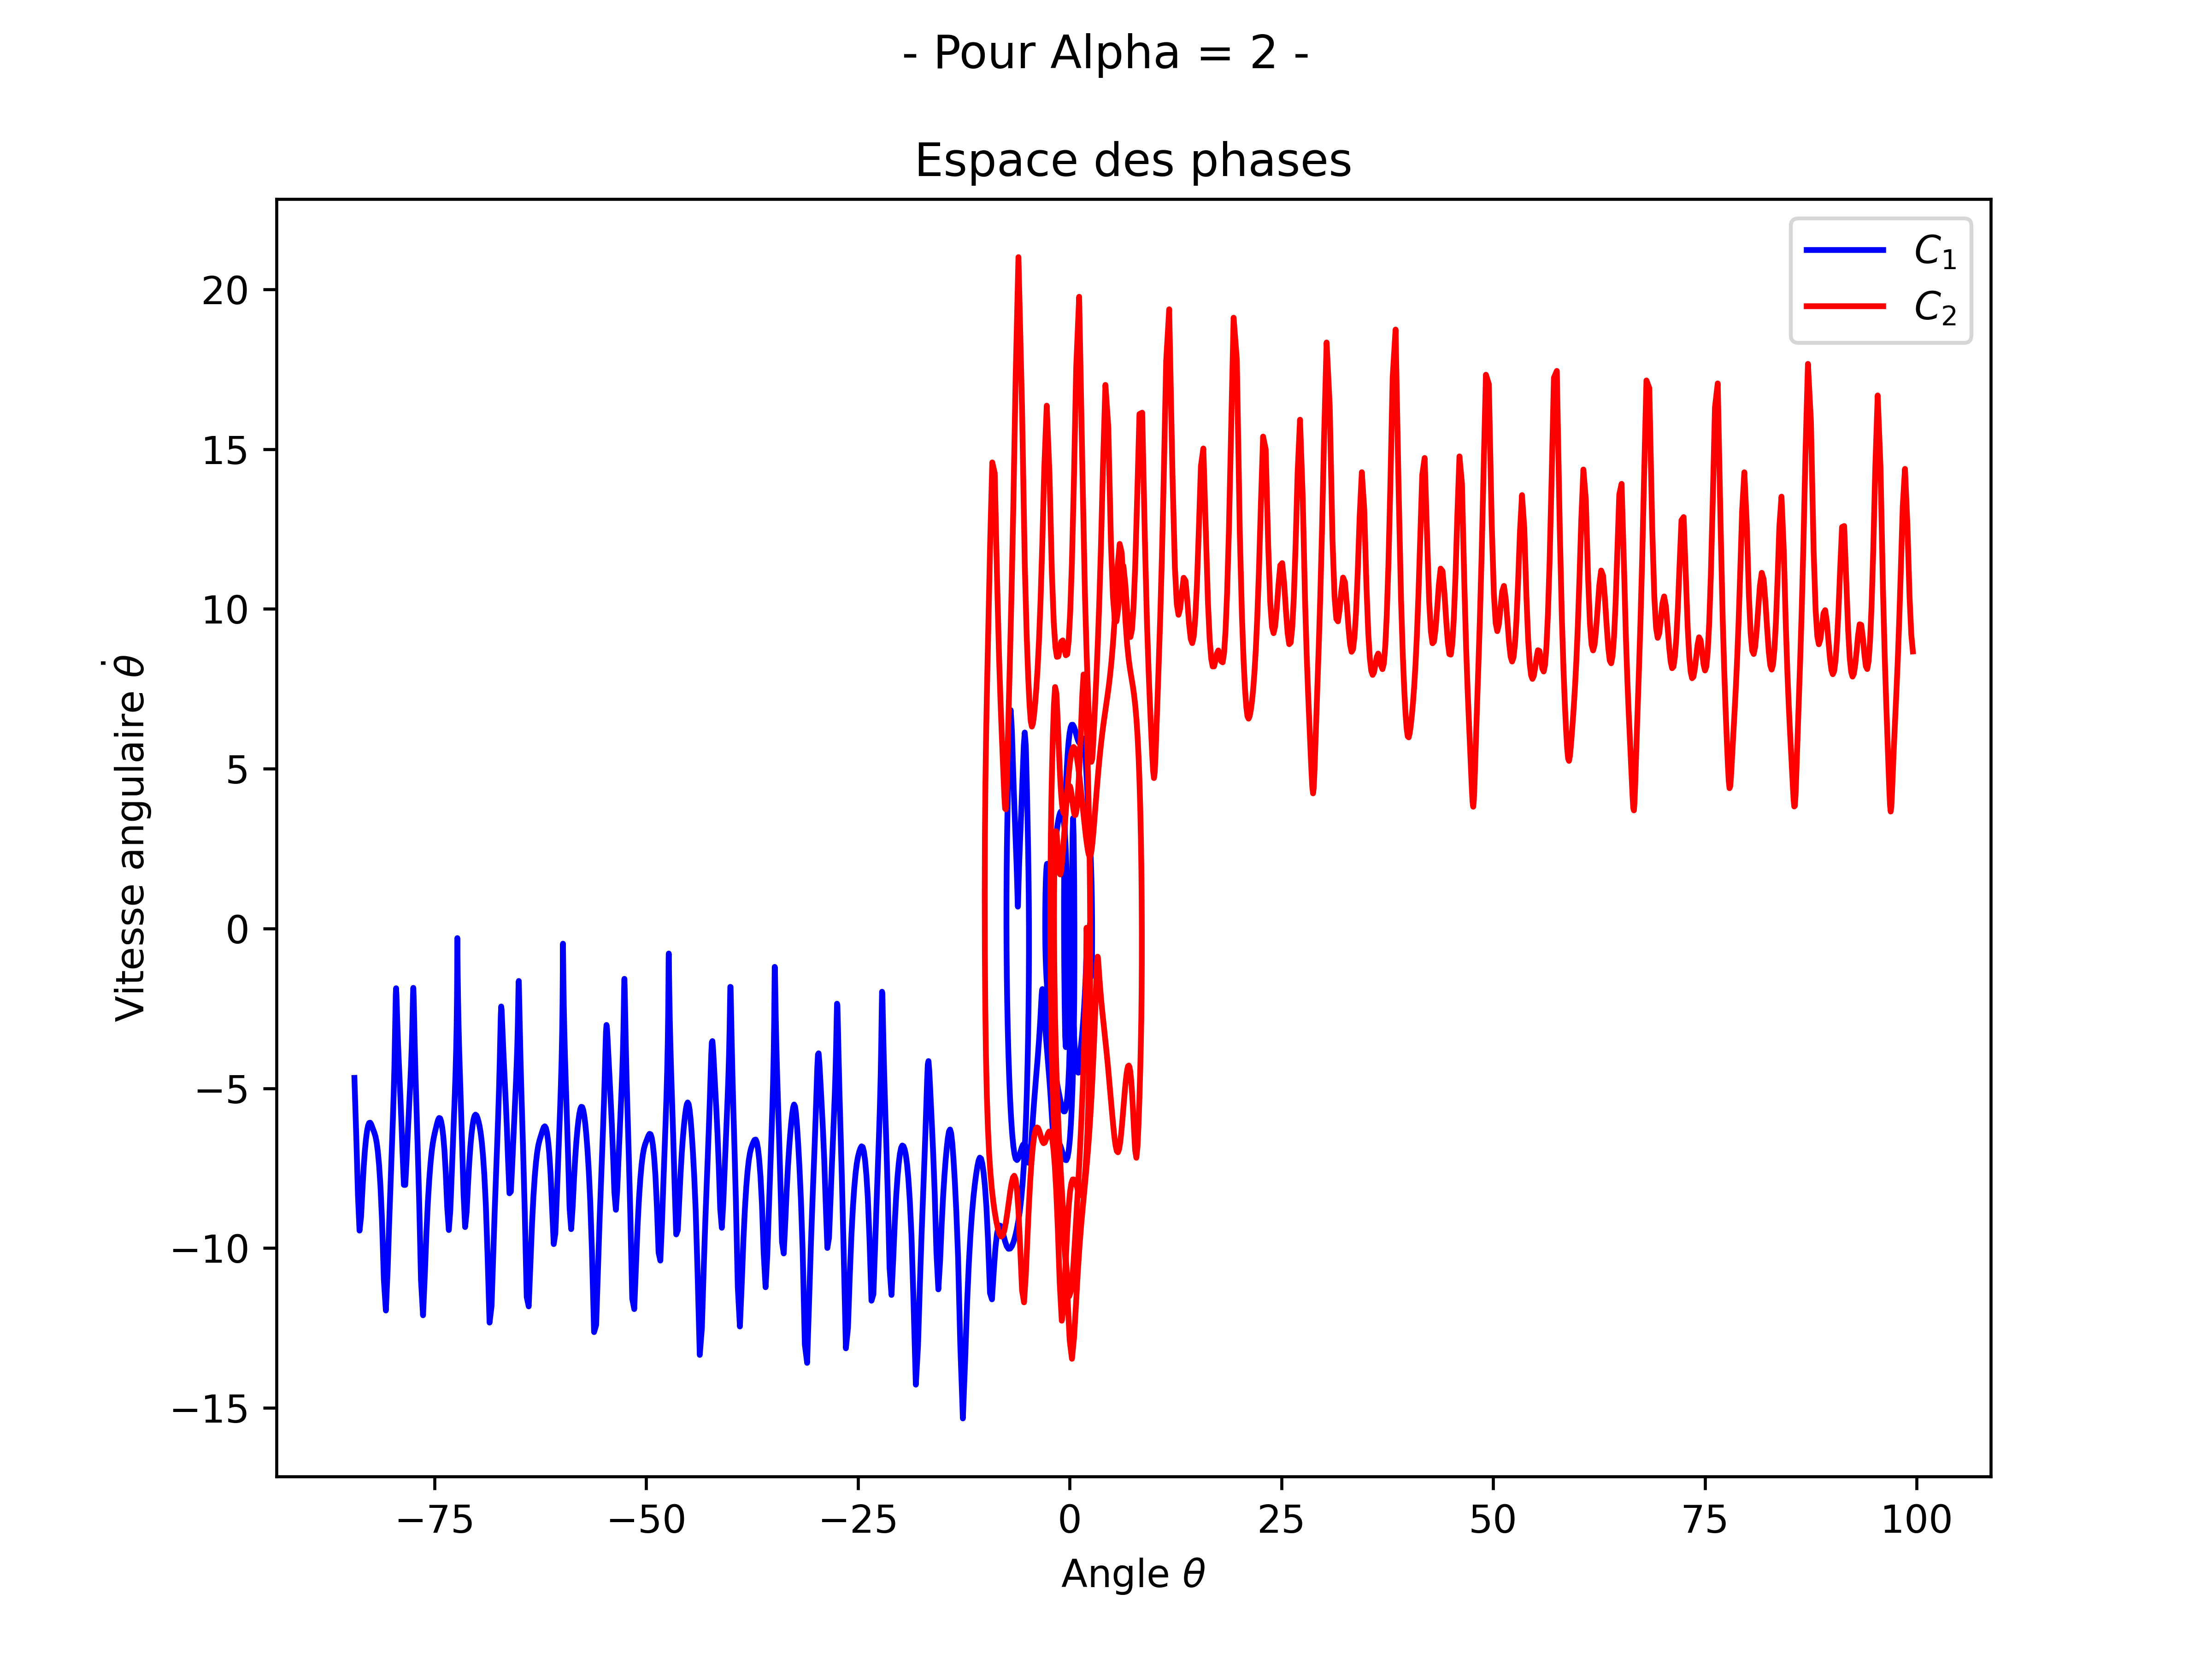 - Pour Alpha = 2 -
Espace des phases
C₁
C₂
20
15
10
5
0
−5
−10
−15
Vitesse angulaire θ̇
−75 −50 −25 0 25 50 75 100
Angle θ